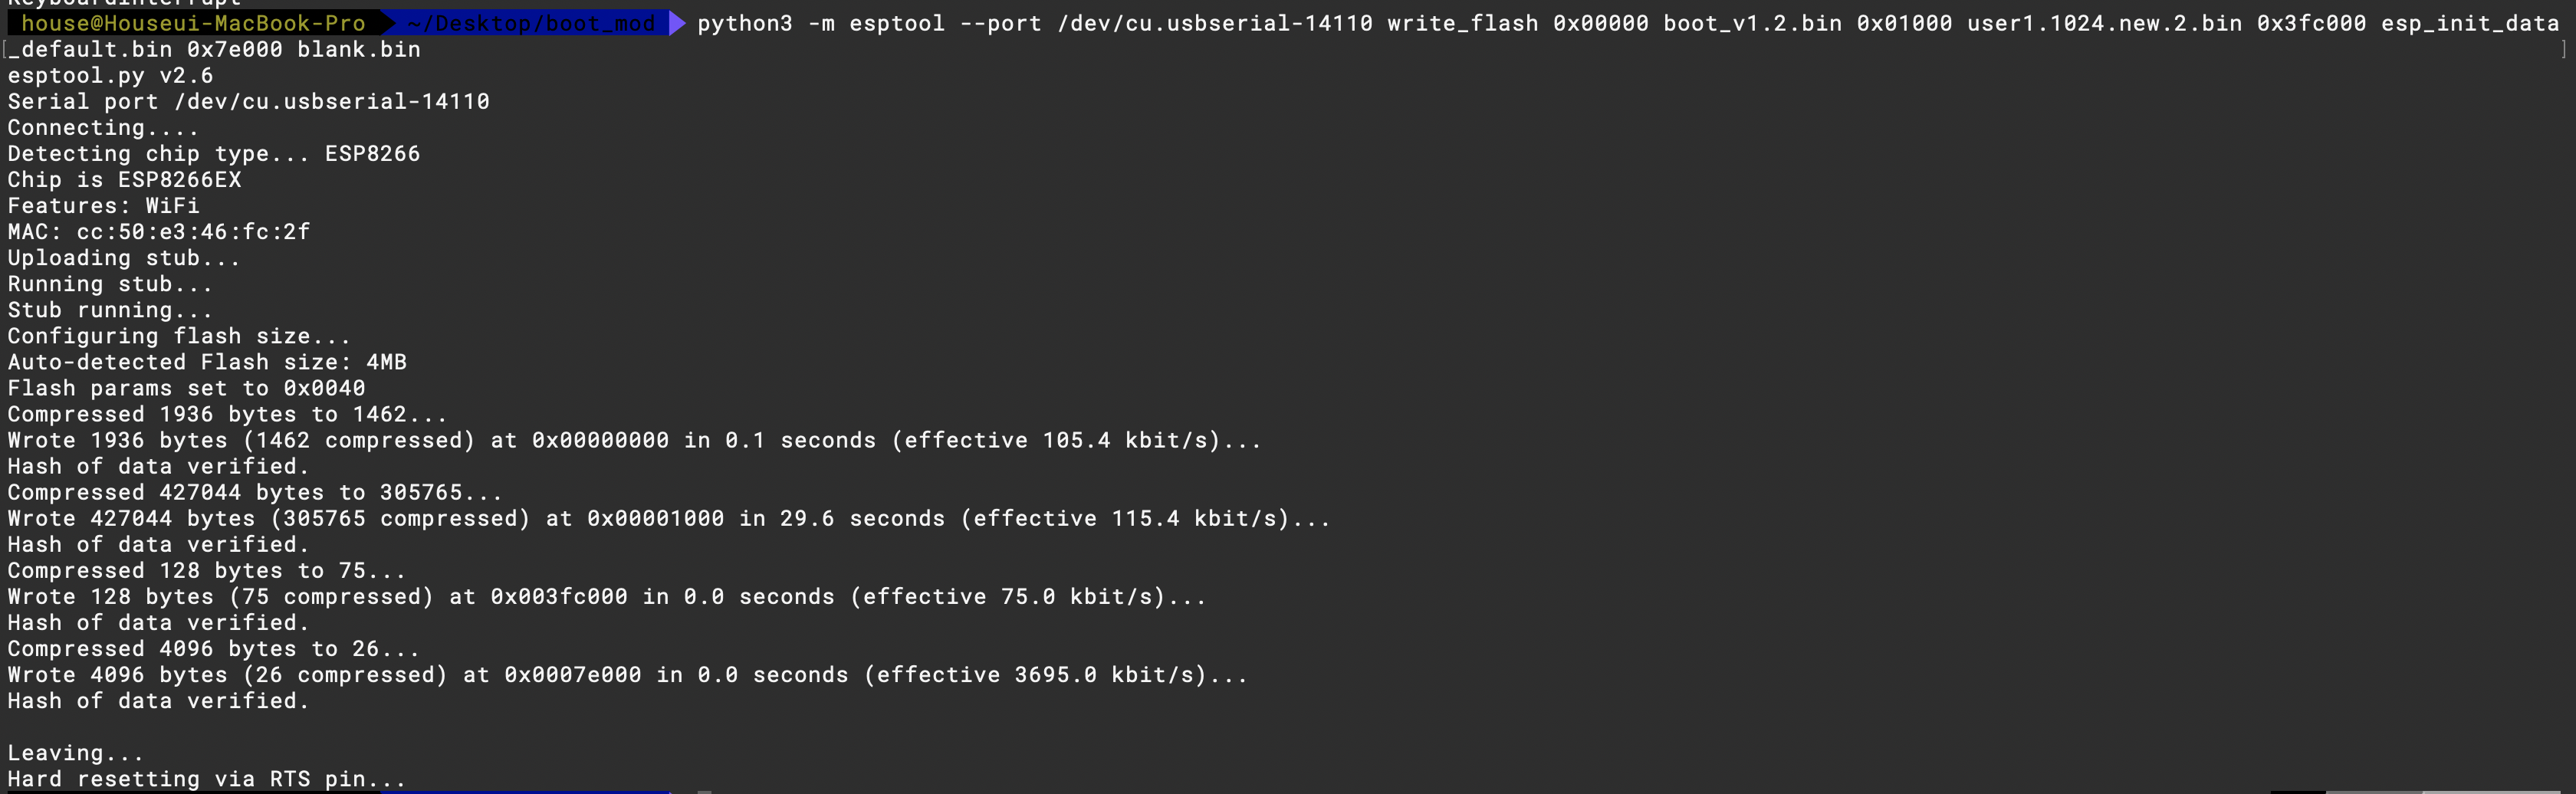 KeyboardInterrupt
house@Houseui-MacBook-Pro ~/Desktop/boot_mod python3 -m esptool --port /dev/cu.usbserial-14110 write_flash 0x00000 boot_v1.2.bin 0x01000 user1.1024.new.2.bin 0x3fc000 esp_init_data
[_default.bin 0x7e000 blank.bin ]
esptool.py v2.6
Serial port /dev/cu.usbserial-14110
Connecting....
Detecting chip type... ESP8266
Chip is ESP8266EX
Features: WiFi
MAC: cc:50:e3:46:fc:2f
Uploading stub...
Running stub...
Stub running...
Configuring flash size...
Auto-detected Flash size: 4MB
Flash params set to 0x0040
Compressed 1936 bytes to 1462...
Wrote 1936 bytes (1462 compressed) at 0x00000000 in 0.1 seconds (effective 105.4 kbit/s)...
Hash of data verified.
Compressed 427044 bytes to 305765...
Wrote 427044 bytes (305765 compressed) at 0x00001000 in 29.6 seconds (effective 115.4 kbit/s)...
Hash of data verified.
Compressed 128 bytes to 75...
Wrote 128 bytes (75 compressed) at 0x003fc000 in 0.0 seconds (effective 75.0 kbit/s)...
Hash of data verified.
Compressed 4096 bytes to 26...
Wrote 4096 bytes (26 compressed) at 0x0007e000 in 0.0 seconds (effective 3695.0 kbit/s)...
Hash of data verified.
Leaving...
Hard resetting via RTS pin...